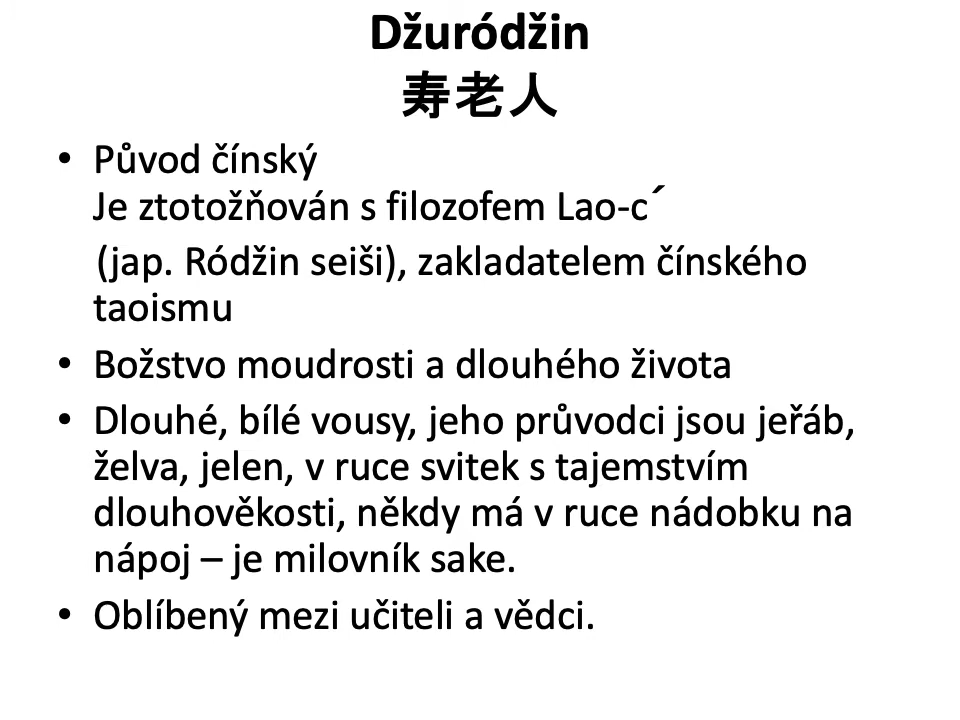 Džuródžin
寿老人
• Původ čínský
Je ztotožňován s filozofem Lao-c´
(jap. Ródžin seiši), zakladatelem čínského
taoismu
• Božstvo moudrosti a dlouhého života
• Dlouhé, bílé vousy, jeho průvodci jsou jeřáb,
želva, jelen, v ruce svitek s tajemstvím
dlouhověkosti, někdy má v ruce nádobku na
nápoj – je milovník sake.
• Oblíbený mezi učiteli a vědci.